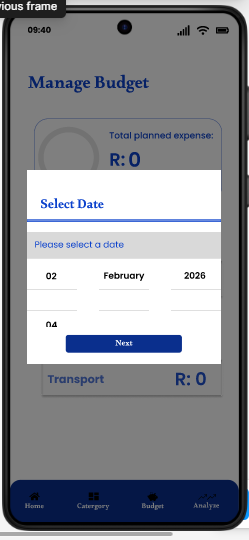 vious frame
09:40
Manage Budget
Total planned expense:
R: 0
Select Date
Please select a date
02 February 2026
04
Next
Transport R: 0
Home Catergory Budget Analyze